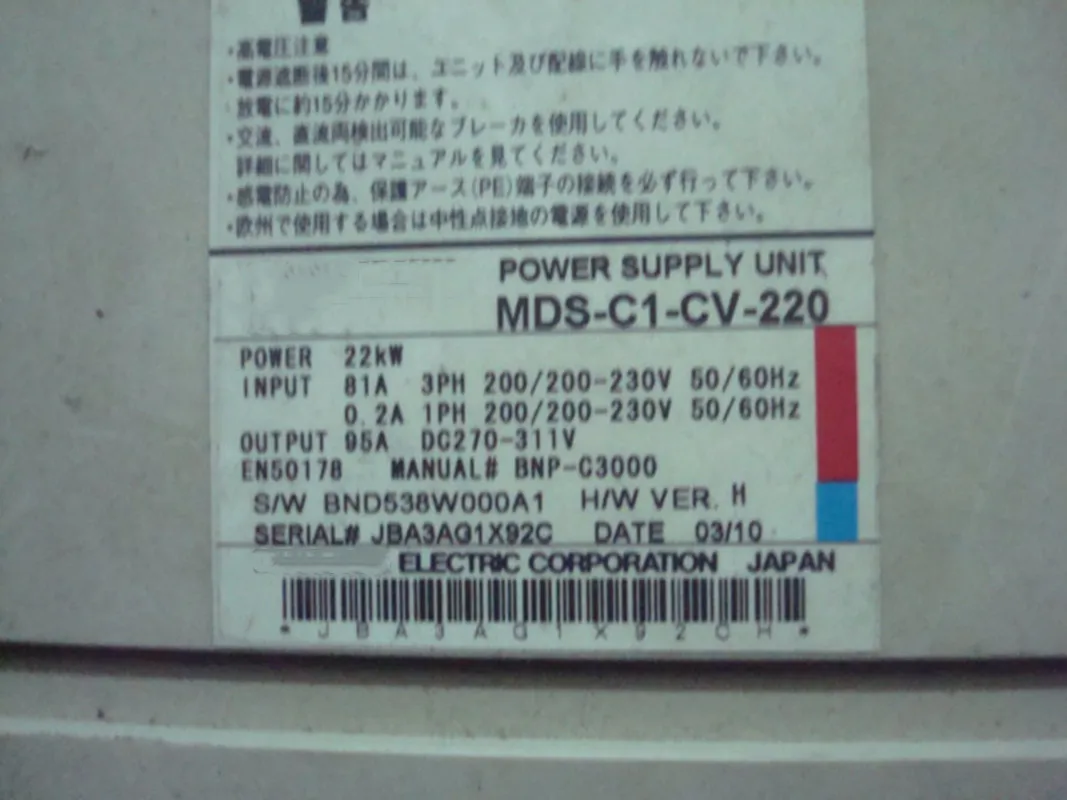 警告
・高電圧注意
・電源遮断後15分間は、ユニット及び配線に手を触れないで下さい。
放電に約15分かかります。
・交流、直流両検出可能なブレーカを使用してください。
詳細に関してはマニュアルを見てください。
・感電防止の為、保護アース(PE)端子の接続を必ず行って下さい。
・欧州で使用する場合は中性点接地の電源を使用して下さい。
POWER SUPPLY UNIT
MDS-C1-CV-220
POWER 22kW
INPUT 81A 3PH 200/200-230V 50/60Hz
0.2A 1PH 200/200-230V 50/60Hz
OUTPUT 95A DC270-311V
EN50178 MANUAL# BNP-C3000
S/W BND538W000A1 H/W VER. H
SERIAL# JBA3AG1X92C DATE 03/10
ELECTRIC CORPORATION JAPAN
* J B A 3 A G 1 X 9 2 C H *